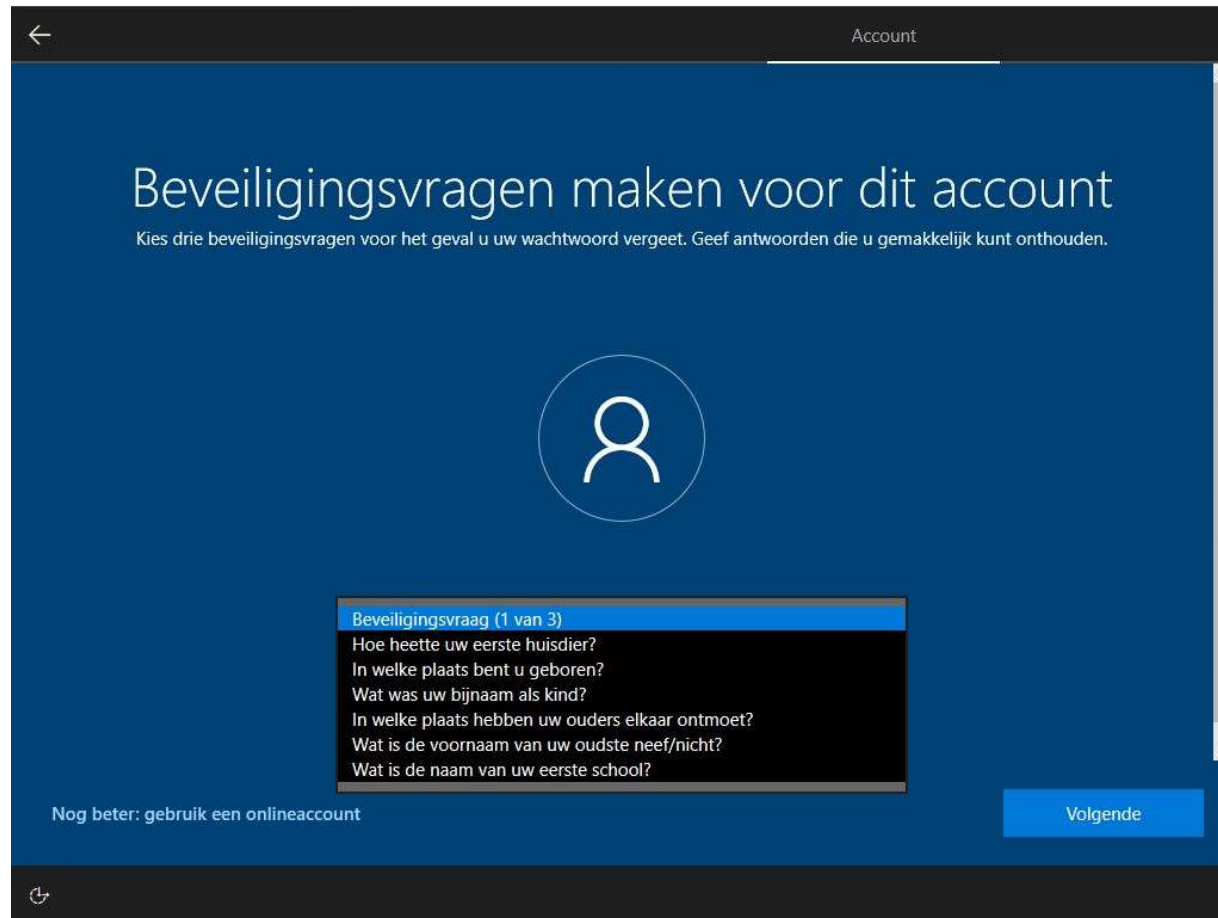 Account
Beveiligingsvragen maken voor dit account
Kies drie beveiligingsvragen voor het geval u uw wachtwoord vergeet. Geef antwoorden die u gemakkelijk kunt onthouden.
Beveiligingsvraag (1 van 3)
Hoe heette uw eerste huisdier?
In welke plaats bent u geboren?
Wat was uw bijnaam als kind?
In welke plaats hebben uw ouders elkaar ontmoet?
Wat is de voornaam van uw oudste neef/nicht?
Wat is de naam van uw eerste school?
Nog beter: gebruik een onlineaccount
Volgende